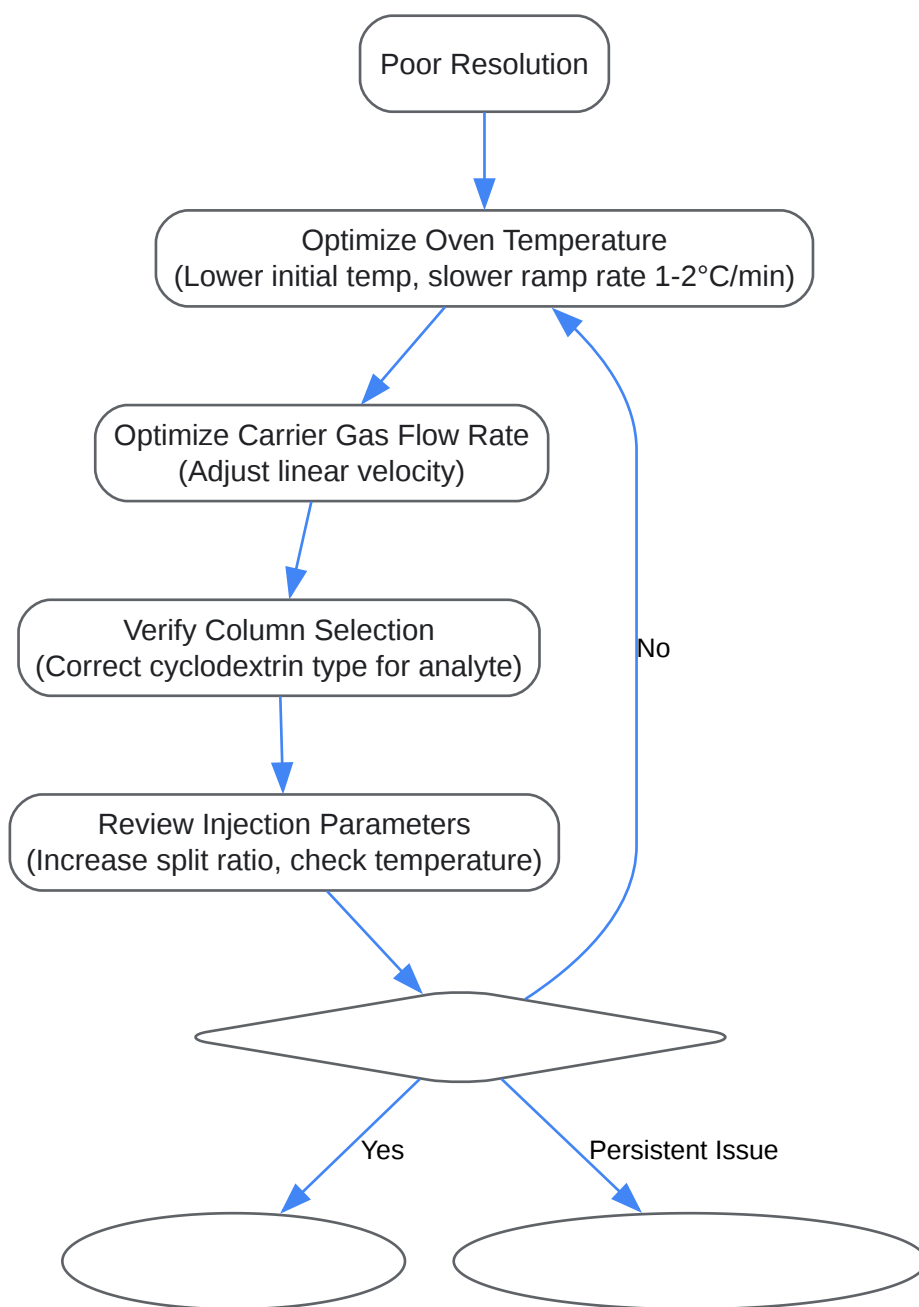 Poor Resolution
Optimize Oven Temperature
(Lower initial temp, slower ramp rate 1-2°C/min)
Optimize Carrier Gas Flow Rate
(Adjust linear velocity)
Verify Column Selection
(Correct cyclodextrin type for analyte)
No
Review Injection Parameters
(Increase split ratio, check temperature)
Yes
Persistent Issue